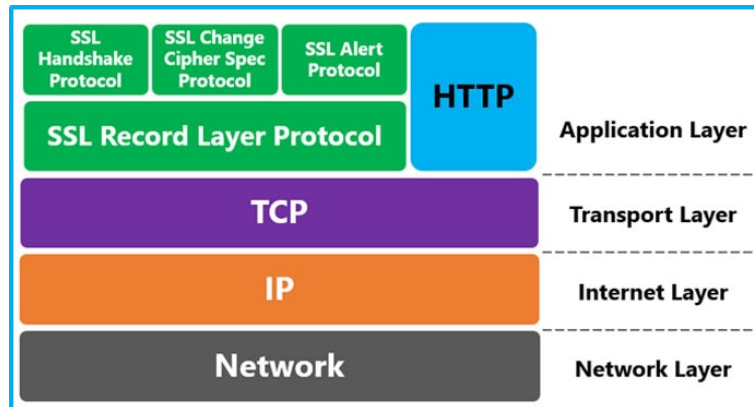 SSL
Handshake
Protocol
SSL Change
Cipher Spec
Protocol
SSL Alert
Protocol
HTTP
SSL Record Layer Protocol
Application Layer
TCP
Transport Layer
IP
Internet Layer
Network
Network Layer